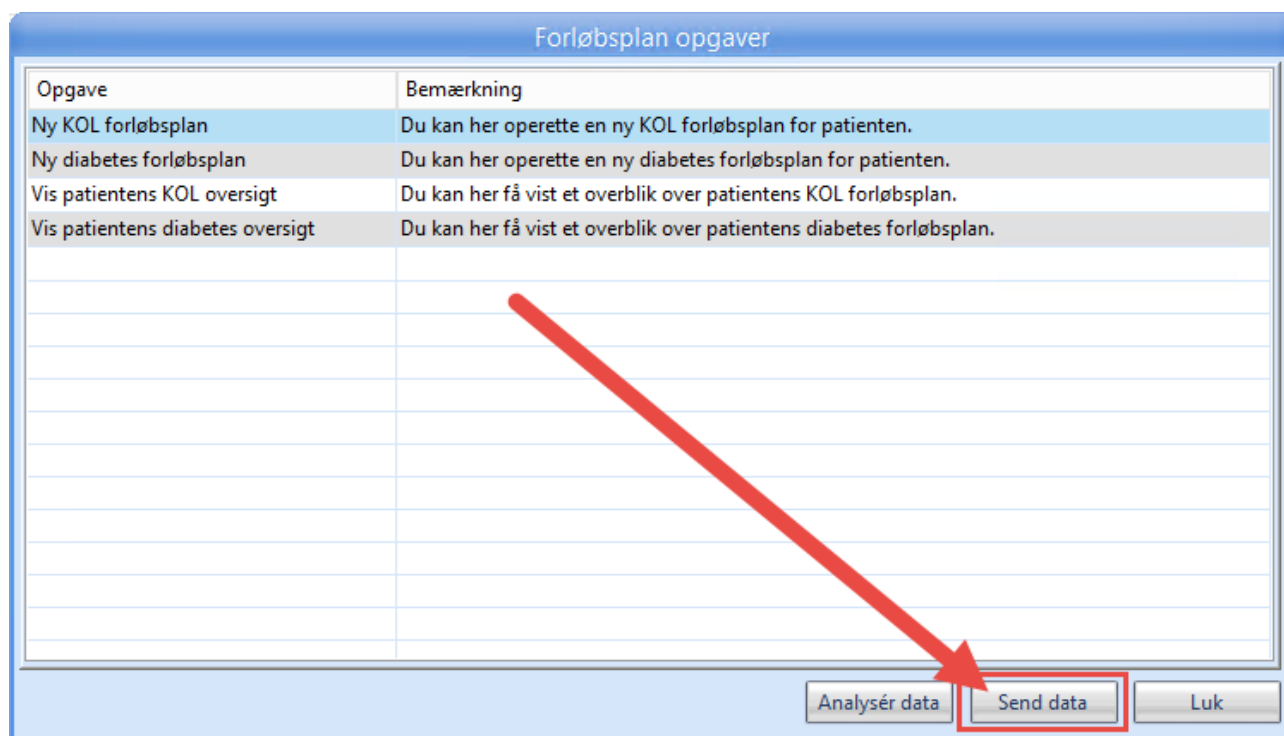 Forløbsplan opgaver
Opgave Bemærkning
Ny KOL forløbsplan Du kan her operette en ny KOL forløbsplan for patienten.
Ny diabetes forløbsplan Du kan her operette en ny diabetes forløbsplan for patienten.
Vis patientens KOL oversigt Du kan her få vist et overblik over patientens KOL forløbsplan.
Vis patientens diabetes oversigt Du kan her få vist et overblik over patientens diabetes forløbsplan.
Analysér data Send data Luk